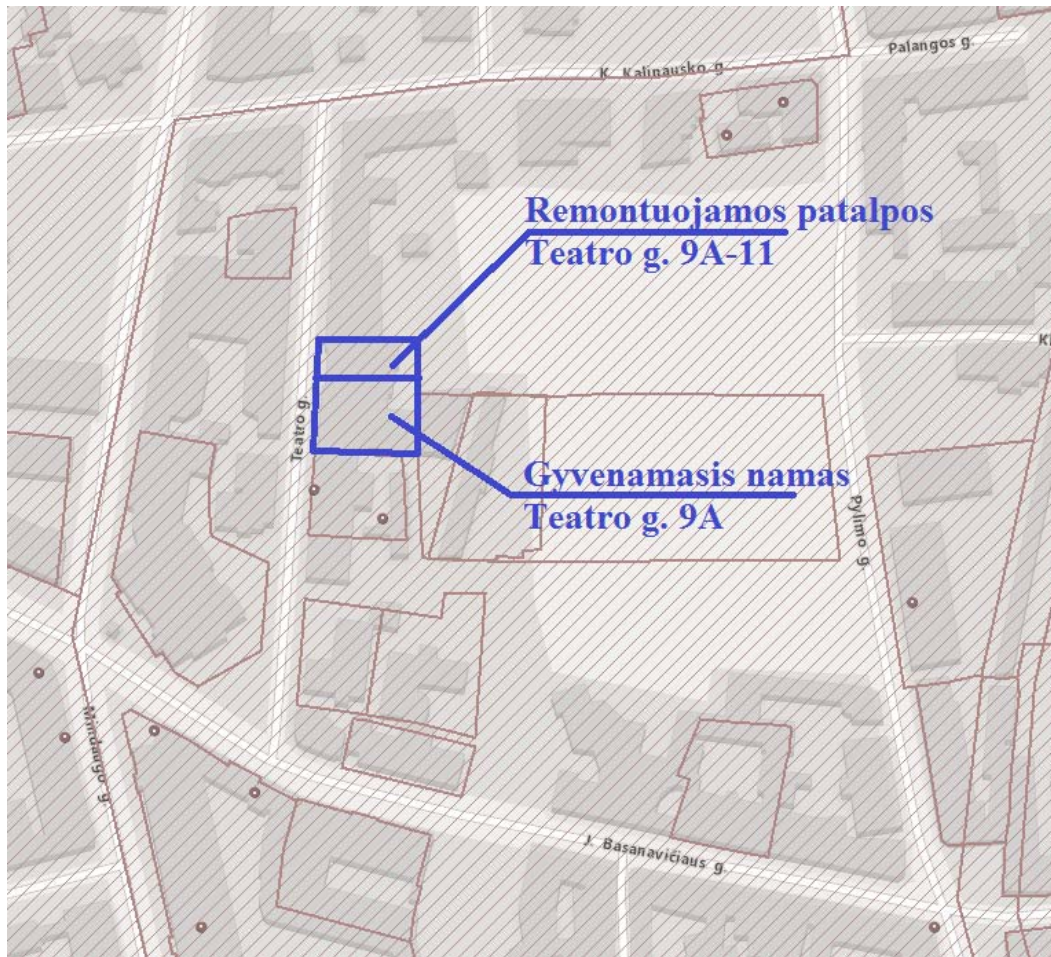 Palangos g.
K. Kalinausko g.
Remontuojamos patalpos
Teatro g. 9A-11
Teatro g.
Gyvenamasis namas
Teatro g. 9A
Pylimo g.
Mindaugo g.
J. Basanavičiaus g.